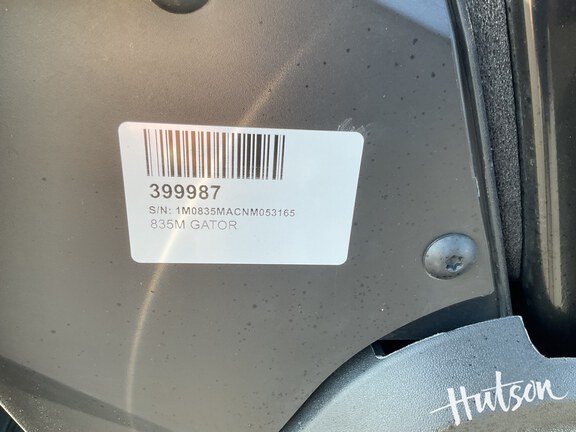 399987
S/N: 1M0835MACNM053165
835M GATOR
Hutson